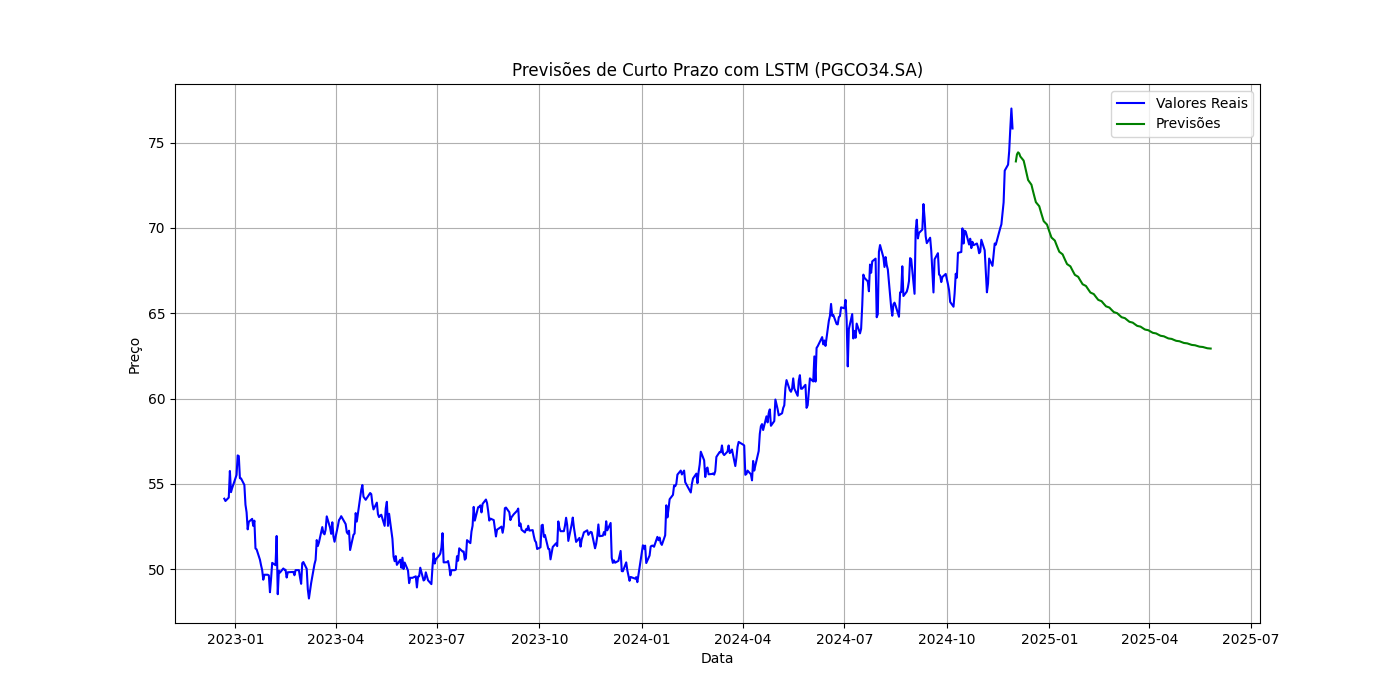 Previsões de Curto Prazo com LSTM (PGCO34.SA)
Valores Reais
Previsões
75
70
65
60
55
50
Preço
2023-01 2023-04 2023-07 2023-10 2024-01 2024-04 2024-07 2024-10 2025-01 2025-04 2025-07
Data